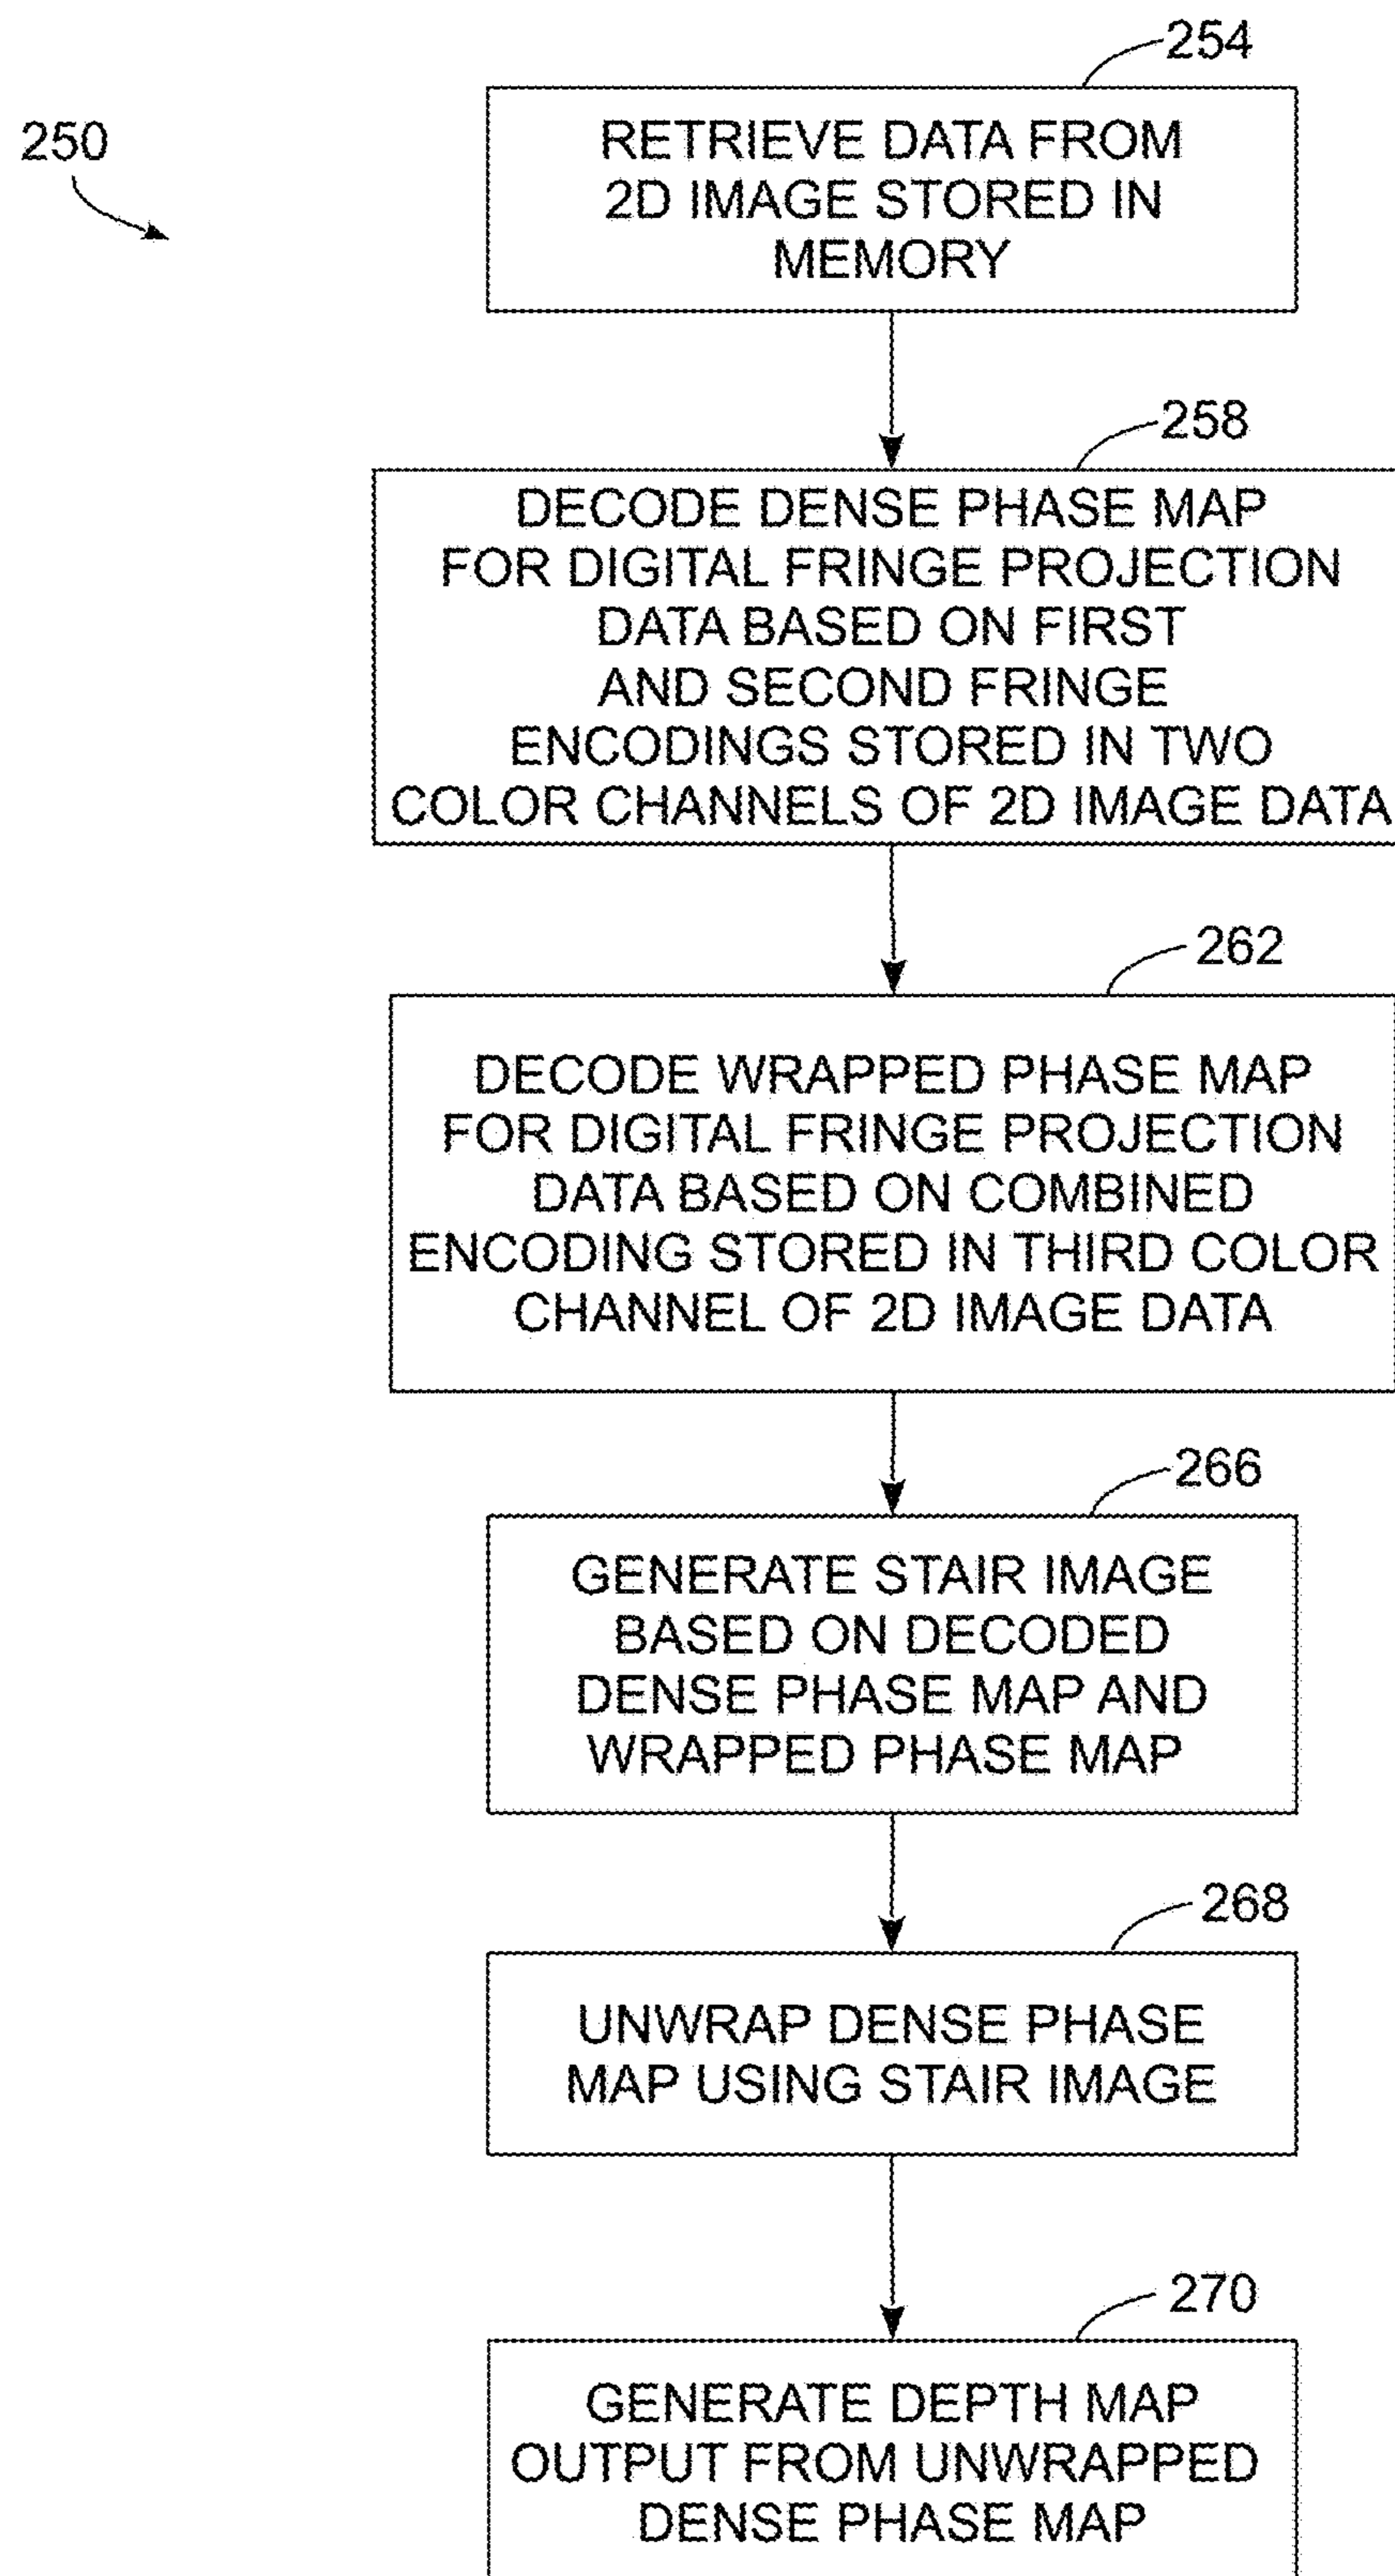 254
250
RETRIEVE DATA FROM
2D IMAGE STORED IN
MEMORY
258
DECODE DENSE PHASE MAP
FOR DIGITAL FRINGE PROJECTION
DATA BASED ON FIRST
AND SECOND FRINGE
ENCODINGS STORED IN TWO
COLOR CHANNELS OF 2D IMAGE DATA
262
DECODE WRAPPED PHASE MAP
FOR DIGITAL FRINGE PROJECTION
DATA BASED ON COMBINED
ENCODING STORED IN THIRD COLOR
CHANNEL OF 2D IMAGE DATA
266
GENERATE STAIR IMAGE
BASED ON DECODED
DENSE PHASE MAP AND
WRAPPED PHASE MAP
268
UNWRAP DENSE PHASE
MAP USING STAIR IMAGE
270
GENERATE DEPTH MAP
OUTPUT FROM UNWRAPPED
DENSE PHASE MAP